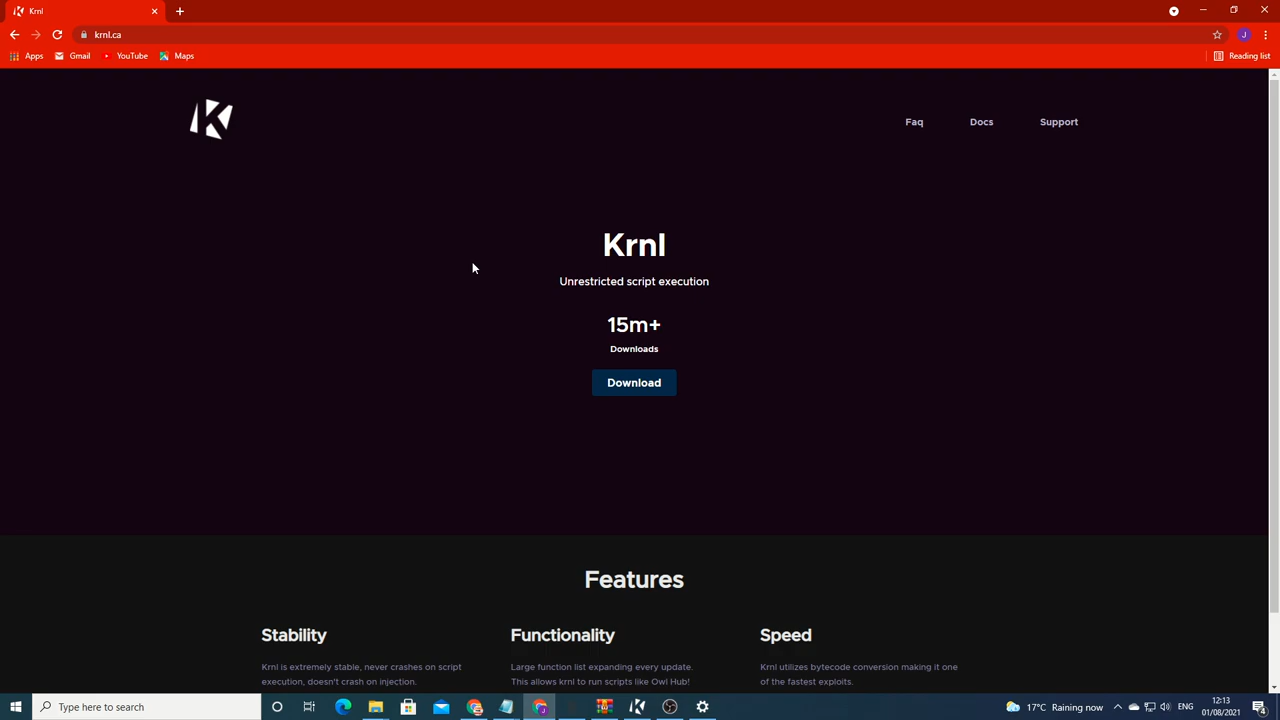 Krnl
krnl.ca
J
Apps Gmail YouTube Maps Reading list
K
Faq Docs Support
Krnl
Unrestricted script execution
15m+
Downloads
Download
Features
Stability Functionality Speed
Krnl is extremely stable, never crashes on script Large function list expanding every update. Krnl utilizes bytecode conversion making it one
execution, doesn't crash on injection. This allows krnl to run scripts like Owl Hub! of the fastest exploits.
Type here to search
17°C Raining now
ENG
12:13
01/08/2021